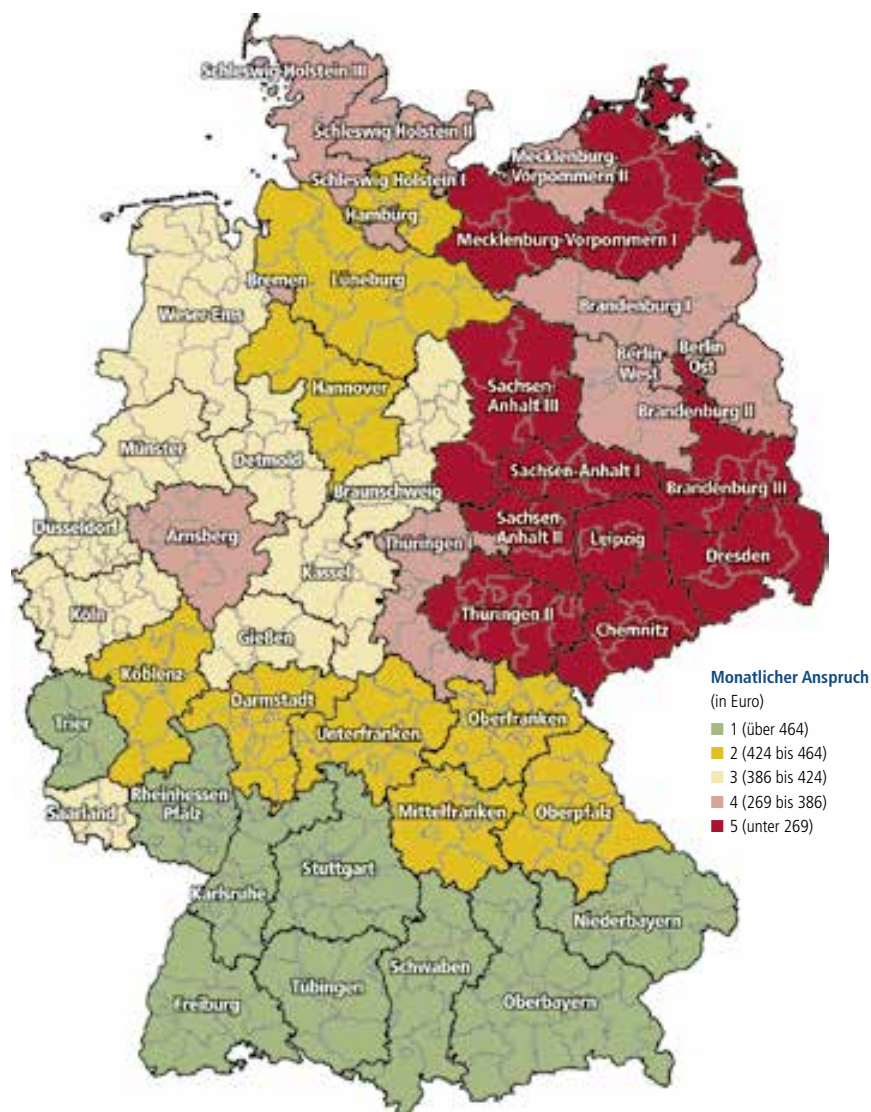 Schleswig-Holstein III
Schleswig Holstein II
Mecklenburg-
Vorpommern II
Schleswig Holstein I
Hamburg
Mecklenburg-Vorpommern I
Bremen
Lüneburg
Weser-Ems
Brandenburg I
Berlin
West
Berlin
Ost
Hannover
Sachsen-
Anhalt III
Brandenburg II
Münster
Detmold
Braunschweig
Sachsen-Anhalt I
Brandenburg III
Düsseldorf
Arnsberg
Thüringen I
Sachsen-
Anhalt II
Leipzig
Dresden
Kassel
Köln
Gießen
Thüringen II
Chemnitz
Koblenz
Darmstadt
Trier
Unterfranken
Oberfranken
Monatlicher Anspruch
(in Euro)
1 (über 464)
2 (424 bis 464)
3 (386 bis 424)
4 (269 bis 386)
5 (unter 269)
Saarland
Rheinhessen
Pfalz
Mittelfranken
Oberpfalz
Stuttgart
Karlsruhe
Niederbayern
Schwaben
Tübingen
Freiburg
Oberbayern